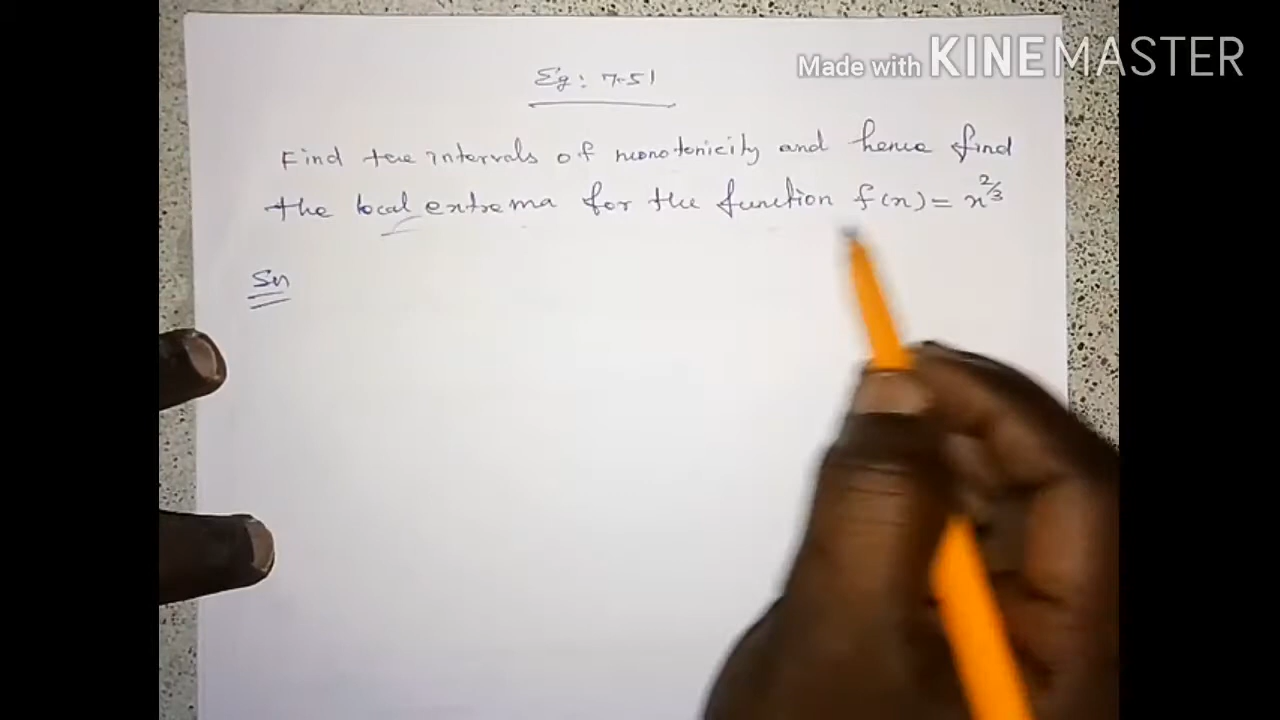 Made with KINEMASTER
Eg: 7.51
Find the intervals of monotonicity and hence find
the local extrema for the function f(x) = x^2/3
Sn